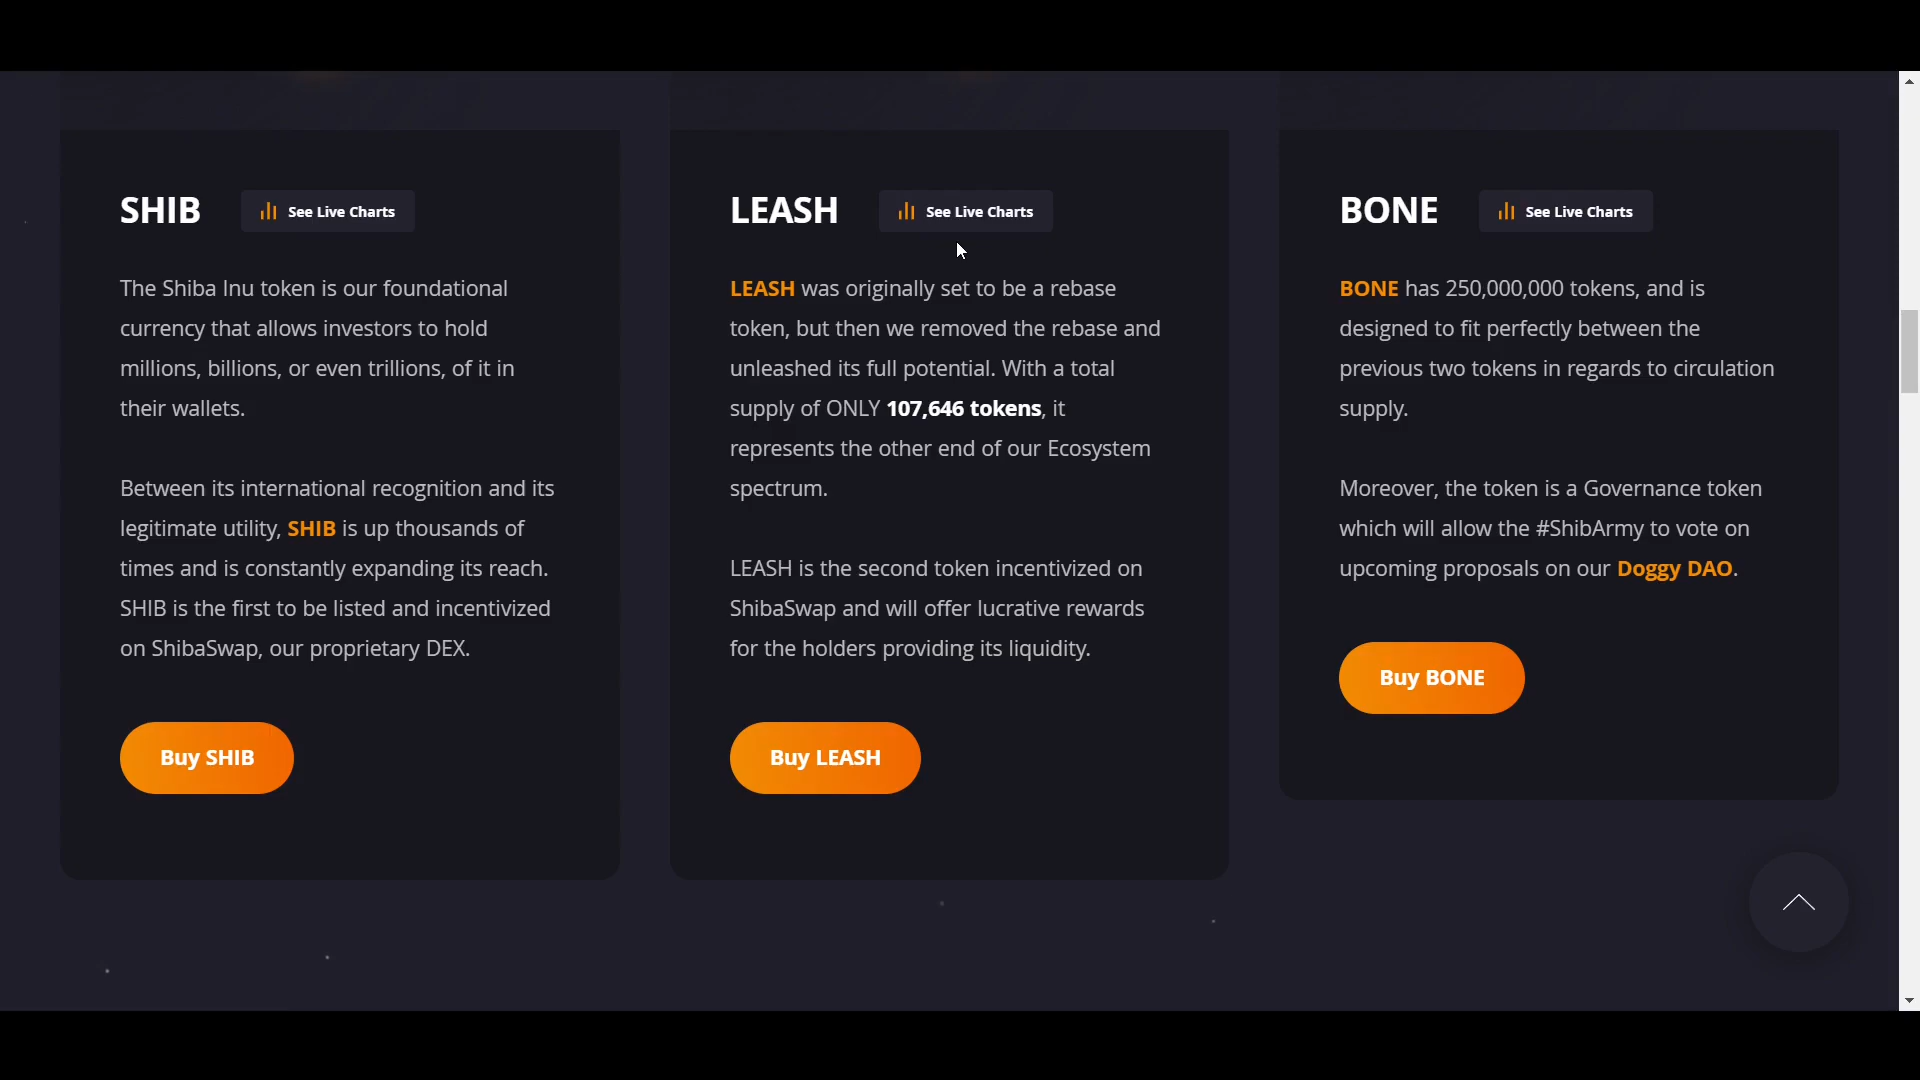 SHIB
See Live Charts
The Shiba Inu token is our foundational
currency that allows investors to hold
millions, billions, or even trillions, of it in
their wallets.
Between its international recognition and its
legitimate utility, SHIB is up thousands of
times and is constantly expanding its reach.
SHIB is the first to be listed and incentivized
on ShibaSwap, our proprietary DEX.
Buy SHIB
LEASH
See Live Charts
LEASH was originally set to be a rebase
token, but then we removed the rebase and
unleashed its full potential. With a total
supply of ONLY 107,646 tokens, it
represents the other end of our Ecosystem
spectrum.
LEASH is the second token incentivized on
ShibaSwap and will offer lucrative rewards
for the holders providing its liquidity.
Buy LEASH
BONE
See Live Charts
BONE has 250,000,000 tokens, and is
designed to fit perfectly between the
previous two tokens in regards to circulation
supply.
Moreover, the token is a Governance token
which will allow the #ShibArmy to vote on
upcoming proposals on our Doggy DAO.
Buy BONE